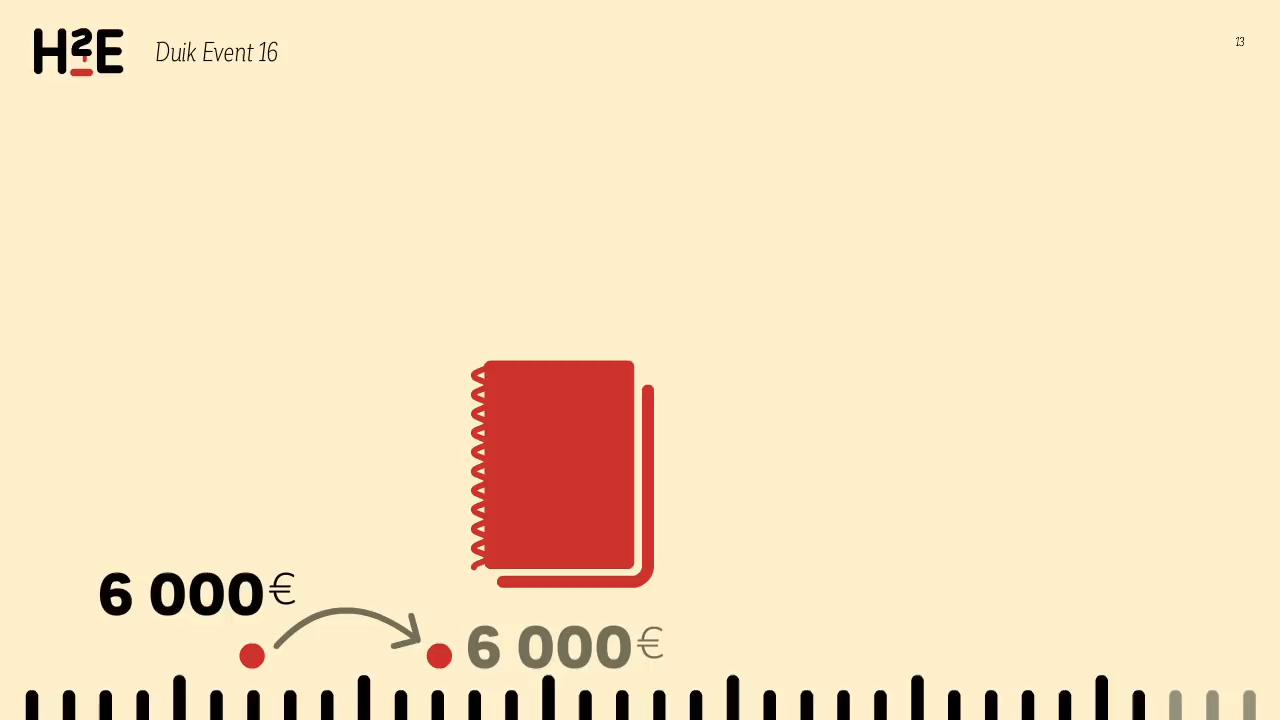 H2E
Duik Event 16
13
6 000€
6 000€